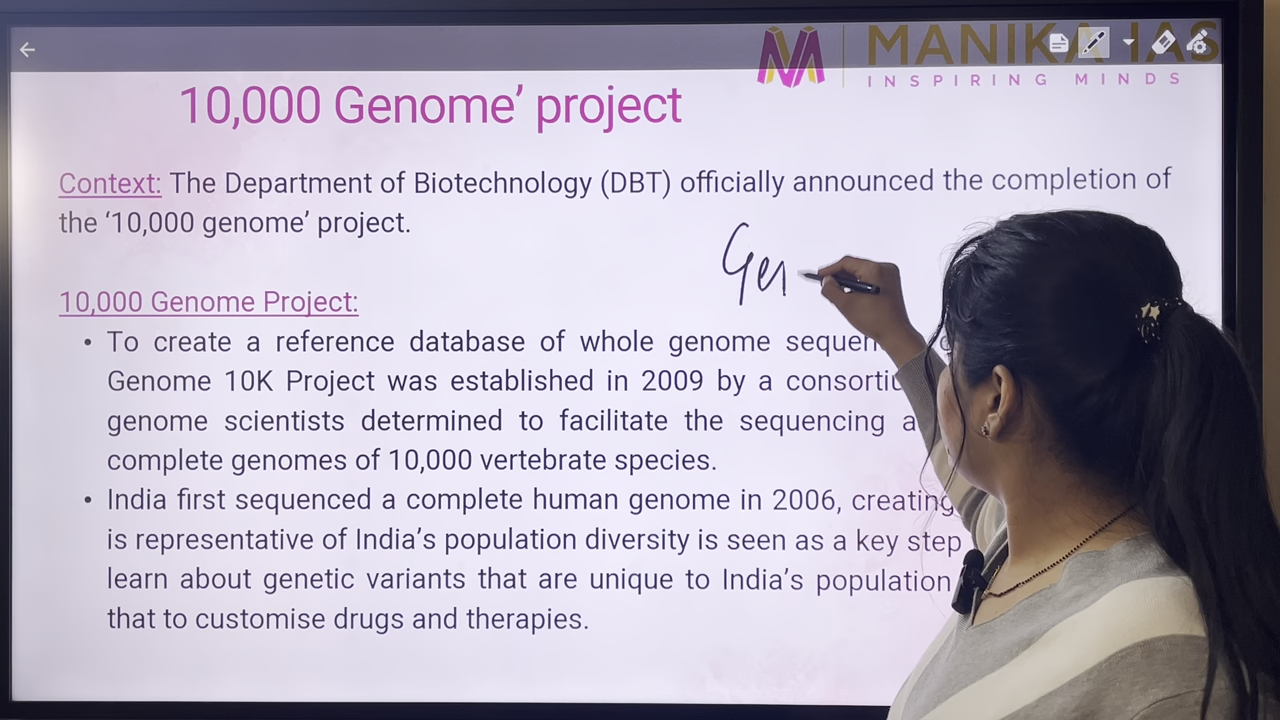 MANIKA IAS
INSPIRING MINDS
10,000 Genome’ project
Context: The Department of Biotechnology (DBT) officially announced the completion of
the ‘10,000 genome’ project.
Gen
10,000 Genome Project:
• To create a reference database of whole genome
Genome 10K Project was established in 2009 by a
genome scientists determined to facilitate the sequencing
complete genomes of 10,000 vertebrate species.
• India first sequenced a complete human genome in 2006, creating
is representative of India’s population diversity is seen as a key step
learn about genetic variants that are unique to India’s population
that to customise drugs and therapies.